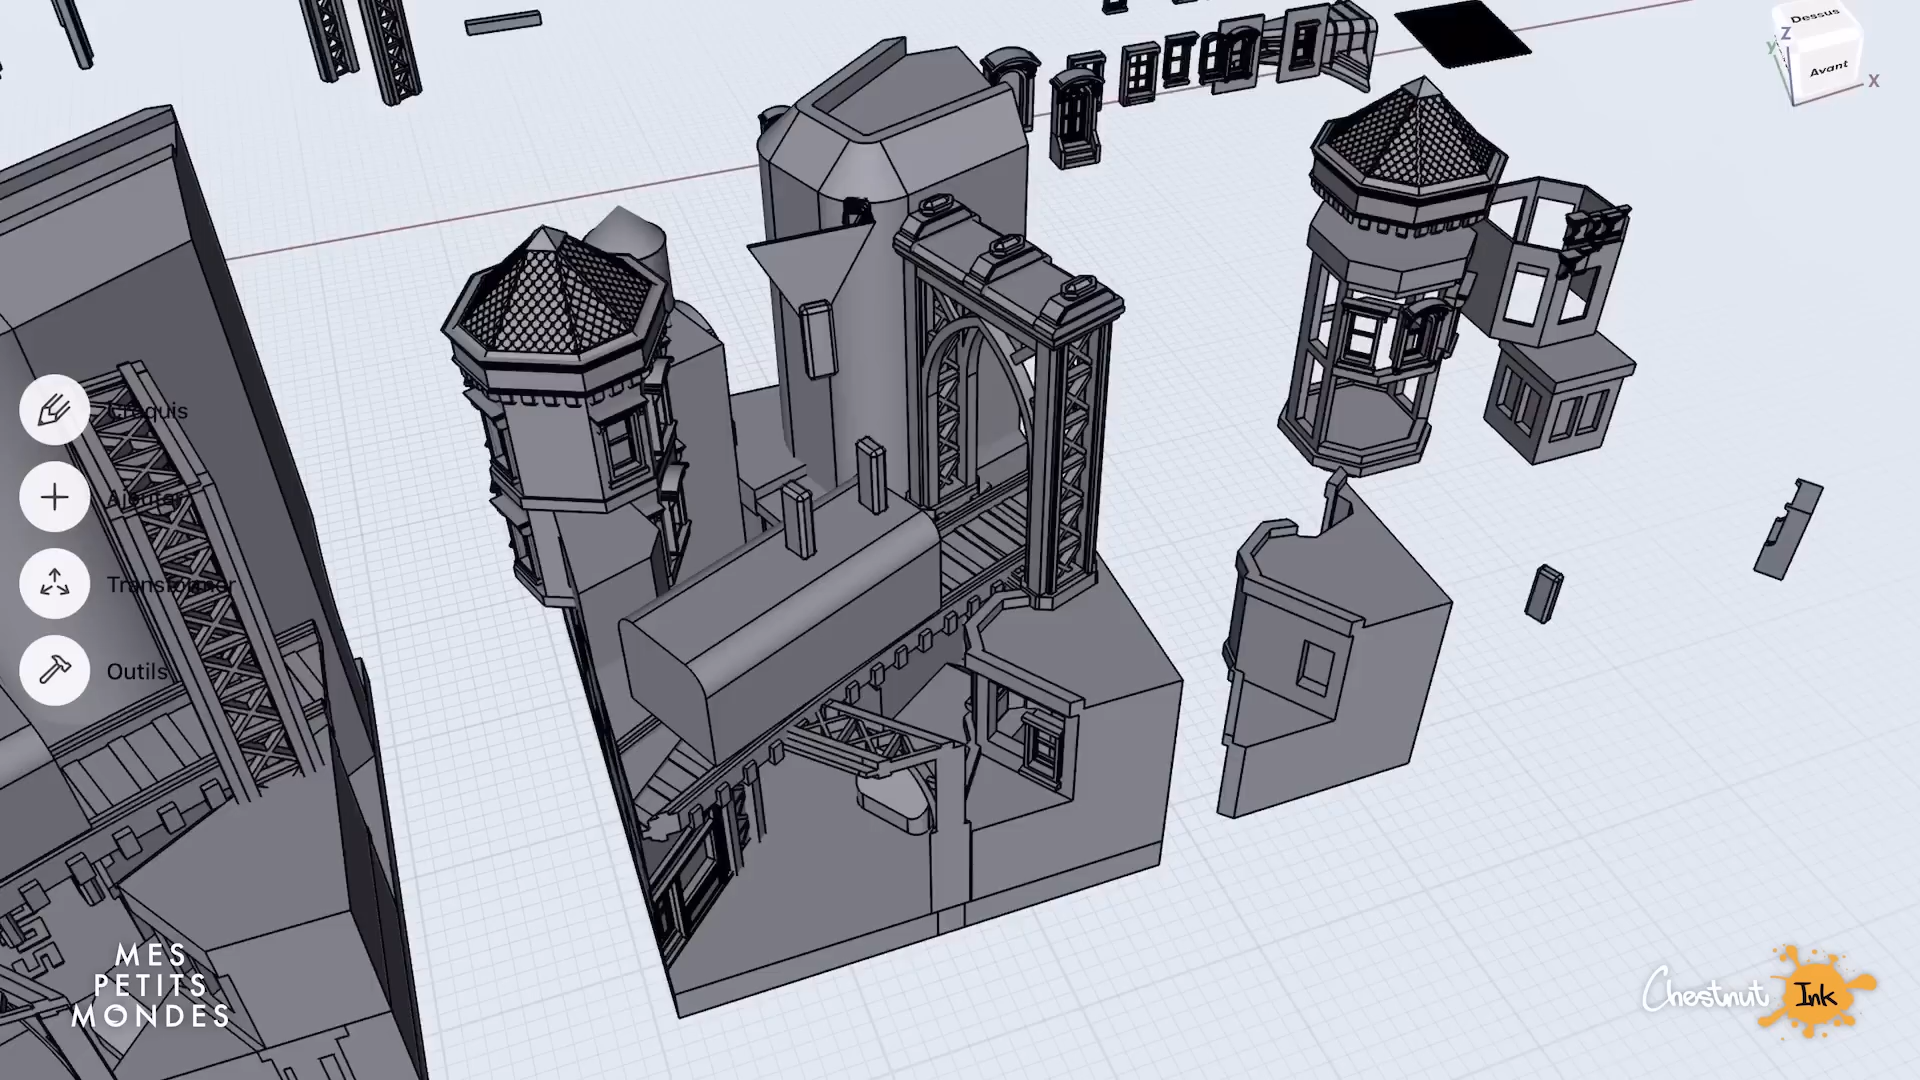 Dessus
Z
y
Avant
X
Croquis
Ajouter
Transformer
Outils
MES
PETITS
MONDES
Chestnut
Ink